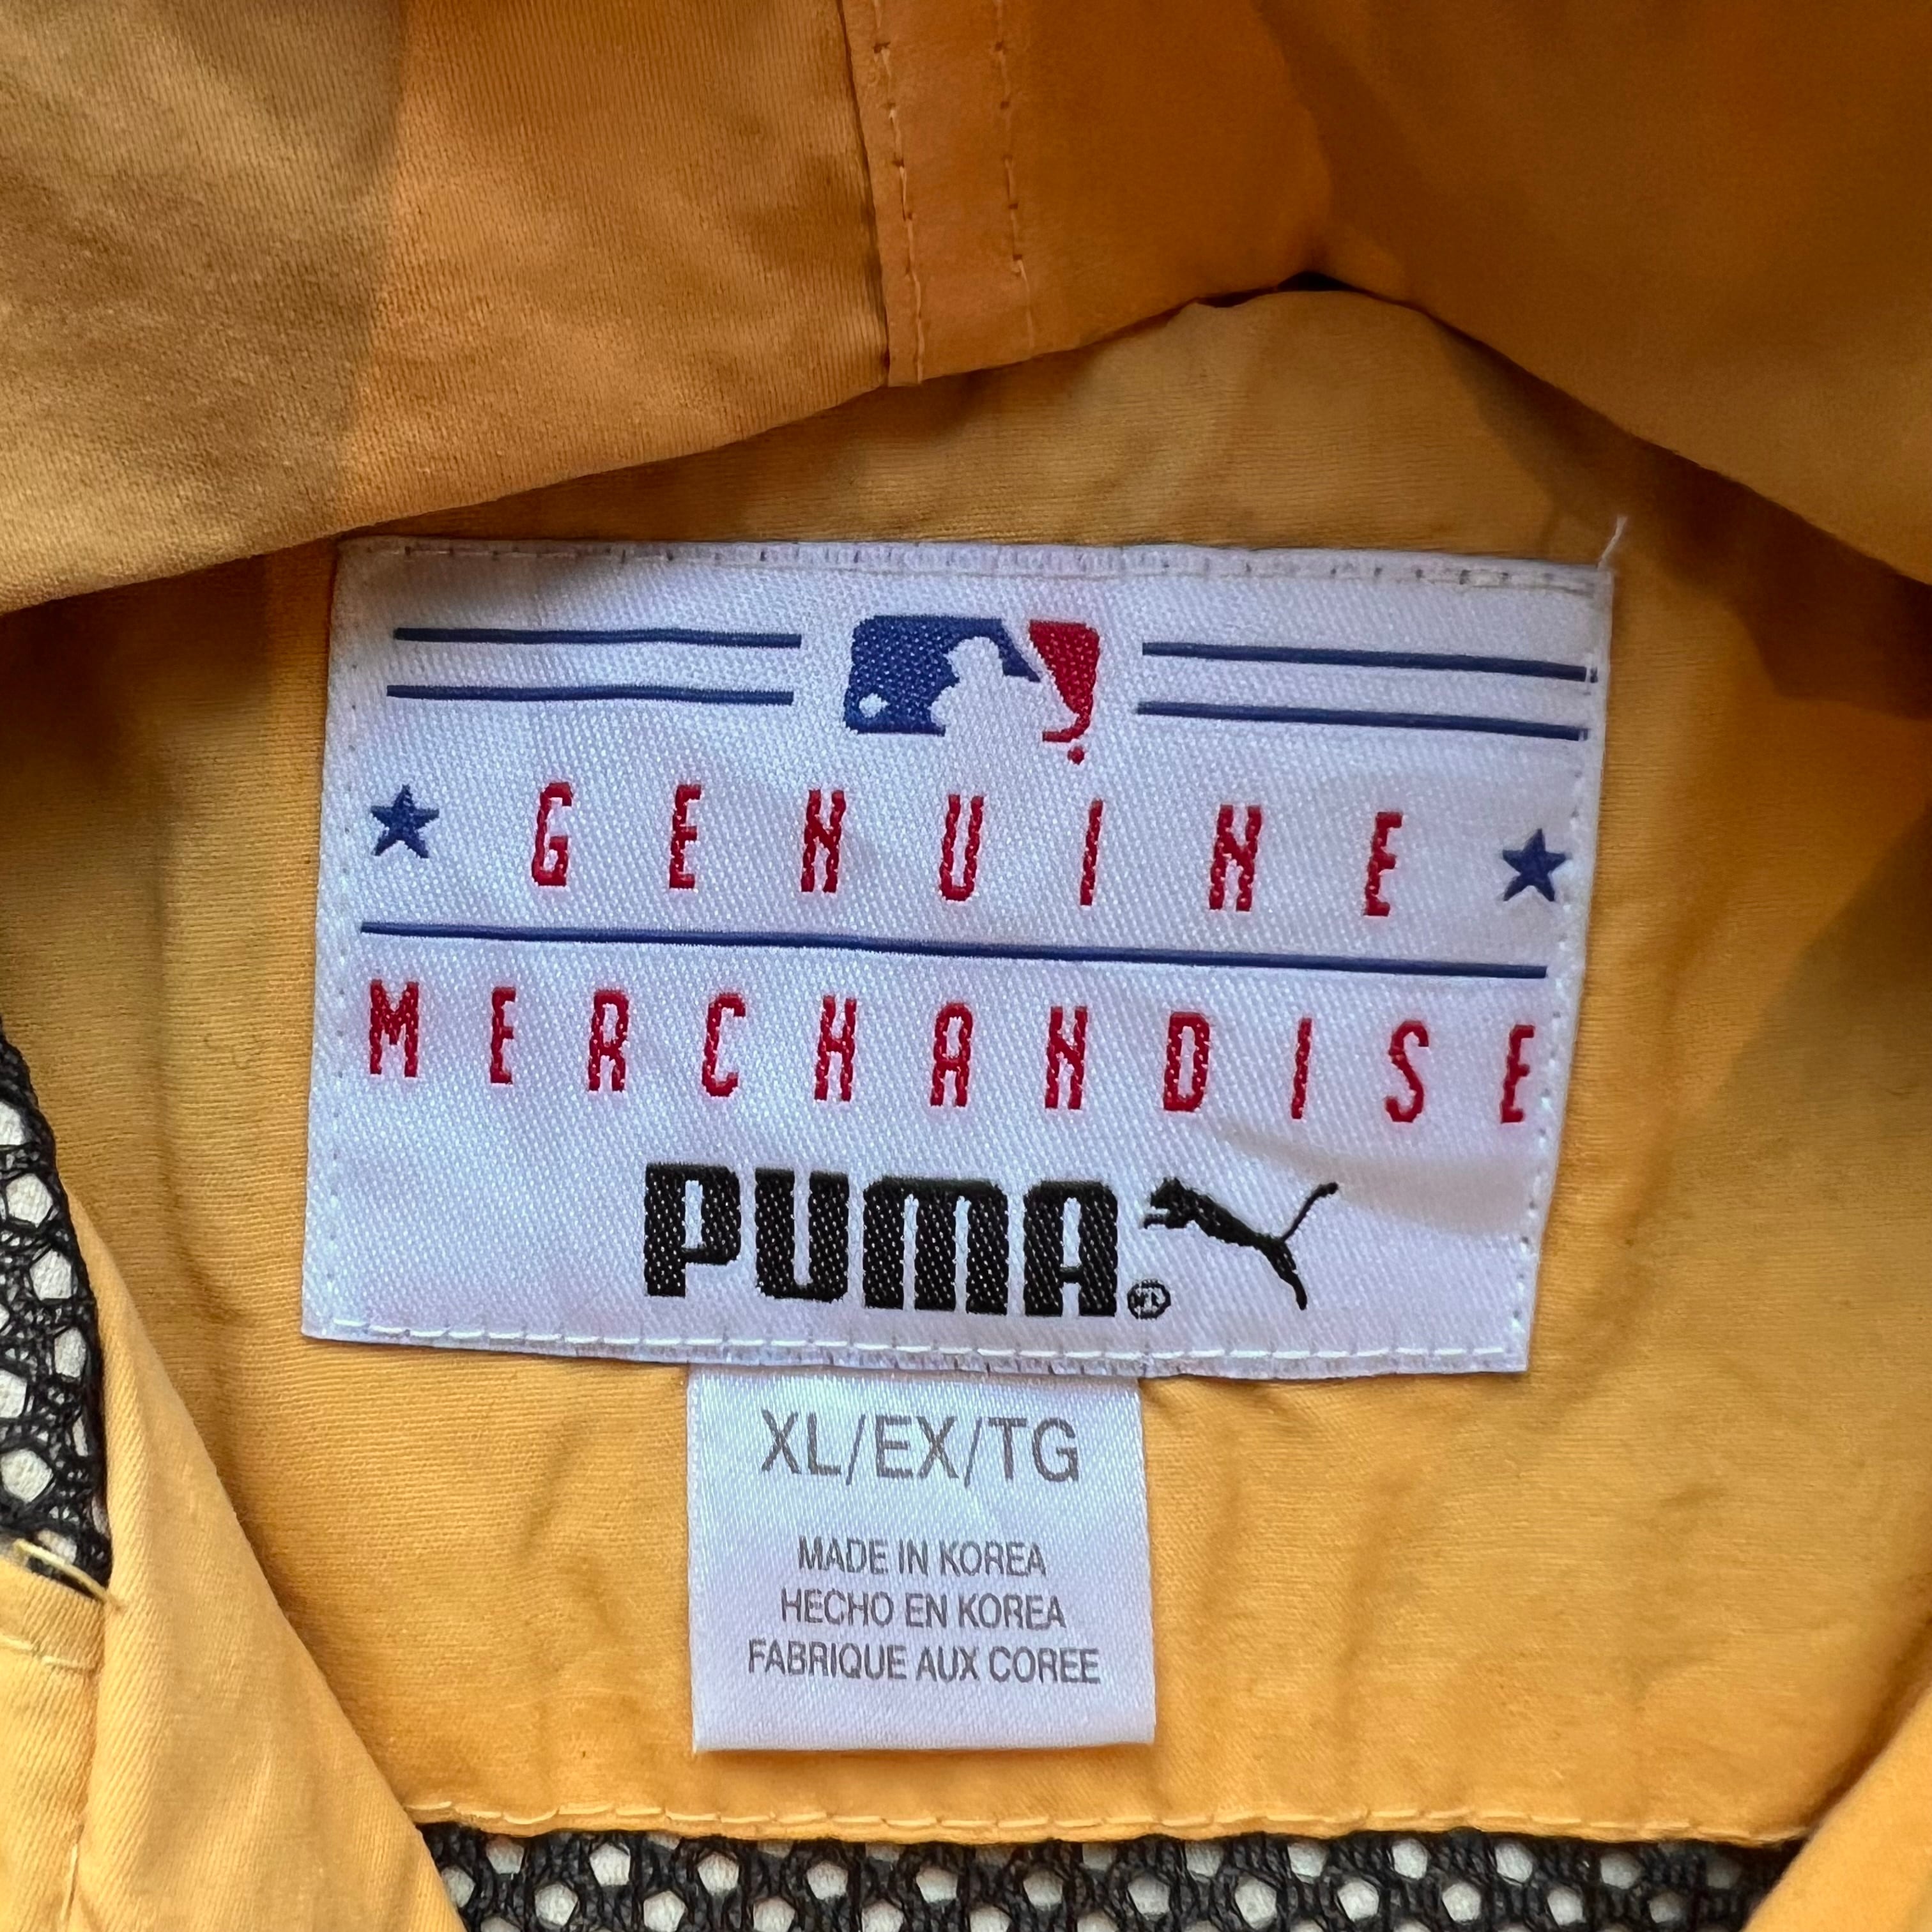 GENUINE
MERCHANDISE
PUMA
XL/EX/TG
MADE IN KOREA
HECHO EN KOREA
FABRIQUE AUX COREE